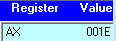 Register Value
AX 001E